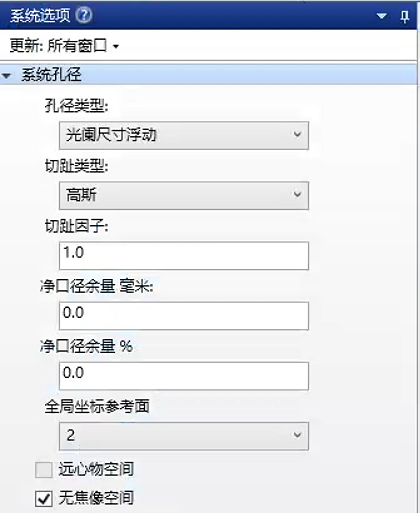 系统选项 ?
更新: 所有窗口
系统孔径
孔径类型:
光阑尺寸浮动
切趾类型:
高斯
切趾因子:
1.0
净口径余量 毫米:
0.0
净口径余量 %
0.0
全局坐标参考面
2
远心物空间
无焦像空间